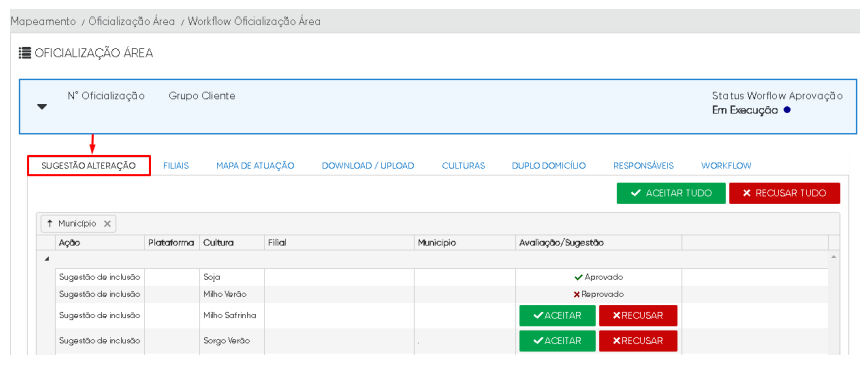 Mapeamento / Oficialização Área / Workflow Oficialização Área
OFICIALIZAÇÃO ÁREA
N° Oficialização Grupo Cliente Status Worflow Aprovação
Em Execução
SUGESTÃO ALTERAÇÃO FILIAIS MAPA DE ATUAÇÃO DOWNLOAD / UPLOAD CULTURAS DUPLO DOMICÍLIO RESPONSÁVEIS WORKFLOW
ACEITAR TUDO RECUSAR TUDO
Município
Ação Plataforma Cultura Filial Municipio Avaliação/Sugestão
Sugestão de inclusão Soja Aprovado
Sugestão de inclusão Milho Verão Reprovado
Sugestão de inclusão Milho Safrinha ACEITAR RECUSAR
Sugestão de inclusão Sorgo Verão ACEITAR RECUSAR